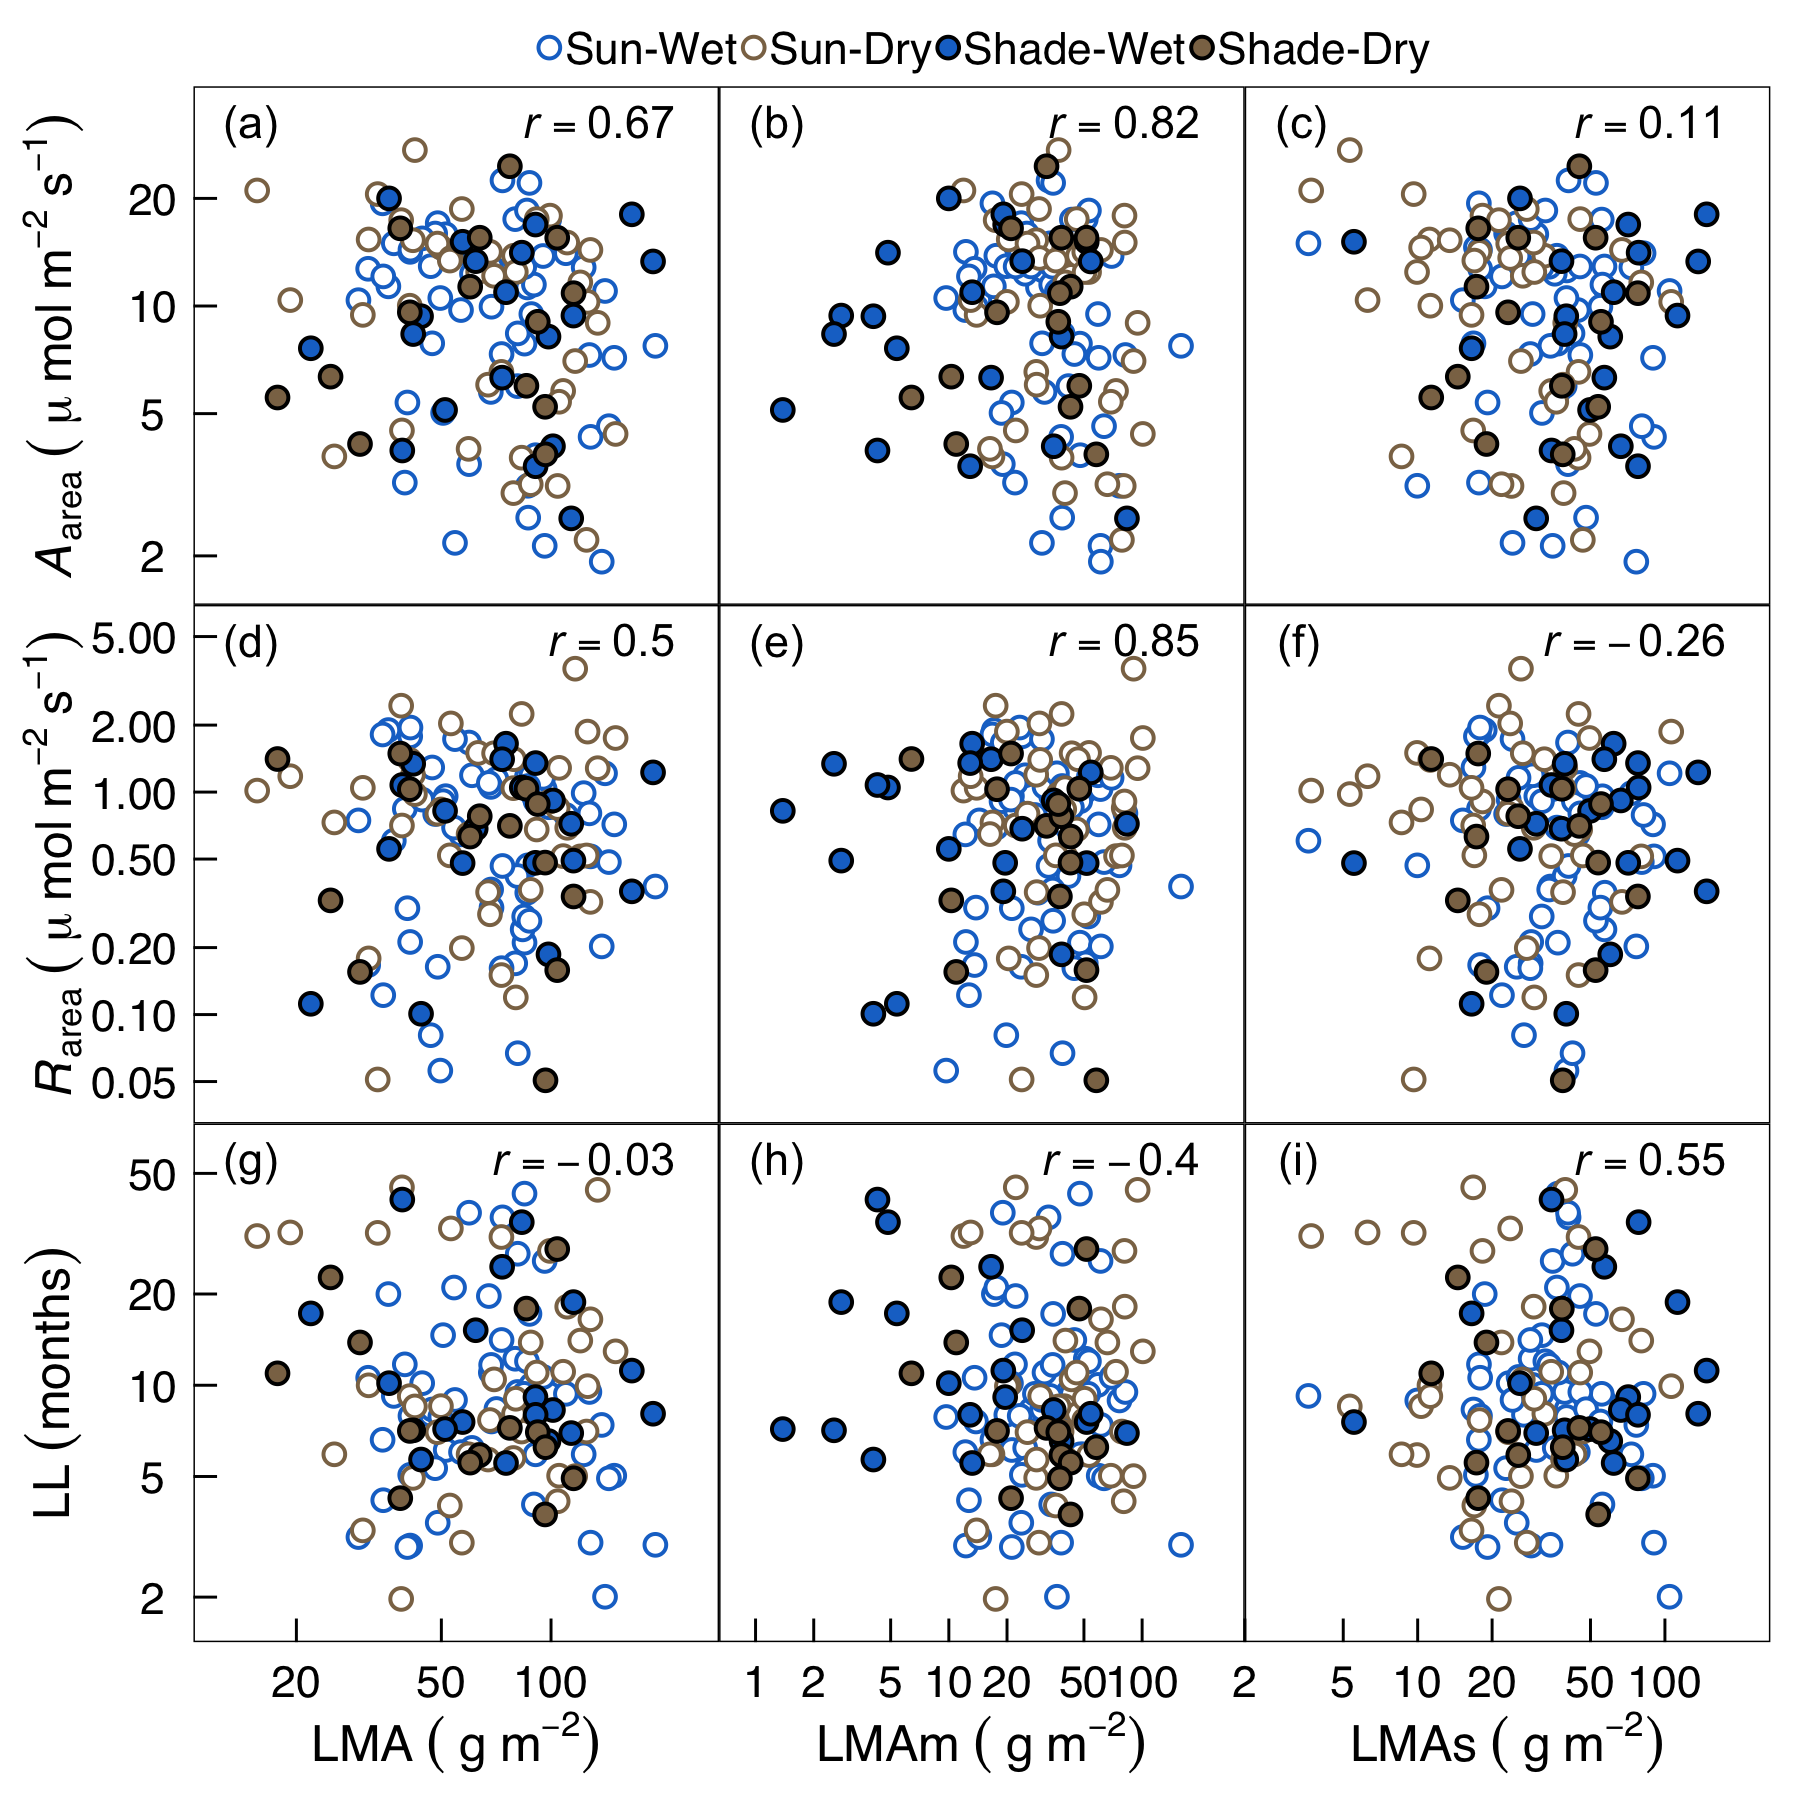 Sun-Wet Sun-Dry Shade-Wet Shade-Dry
(a) r = 0.67 (b) r = 0.82 (c) r = 0.11
20
10
5
2
A_area ( μ mol m⁻² s⁻¹)
(d) r = 0.5 (e) r = 0.85 (f) r = −0.26
5.00
2.00
1.00
0.50
0.20
0.10
0.05
R_area ( μ mol m⁻² s⁻¹)
(g) r = −0.03 (h) r = −0.4 (i) r = 0.55
50
20
10
5
2
LL (months)
20 50 100 1 2 5 10 20 50 100 2 5 10 20 50 100
LMA ( g m⁻²) LMAm ( g m⁻²) LMAs ( g m⁻²)